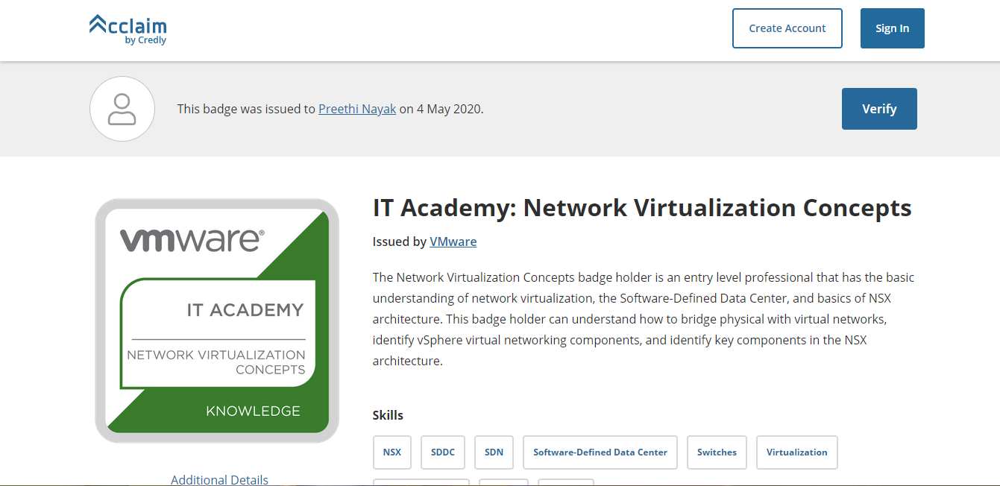 Acclaim
by Credly
Create Account
Sign In
This badge was issued to Preethi Nayak on 4 May 2020.
Verify
vmware®
IT ACADEMY
NETWORK VIRTUALIZATION
CONCEPTS
KNOWLEDGE
Additional Details
IT Academy: Network Virtualization Concepts
Issued by VMware
The Network Virtualization Concepts badge holder is an entry level professional that has the basic
understanding of network virtualization, the Software-Defined Data Center, and basics of NSX
architecture. This badge holder can understand how to bridge physical with virtual networks,
identify vSphere virtual networking components, and identify key components in the NSX
architecture.
Skills
NSX
SDDC
SDN
Software-Defined Data Center
Switches
Virtualization